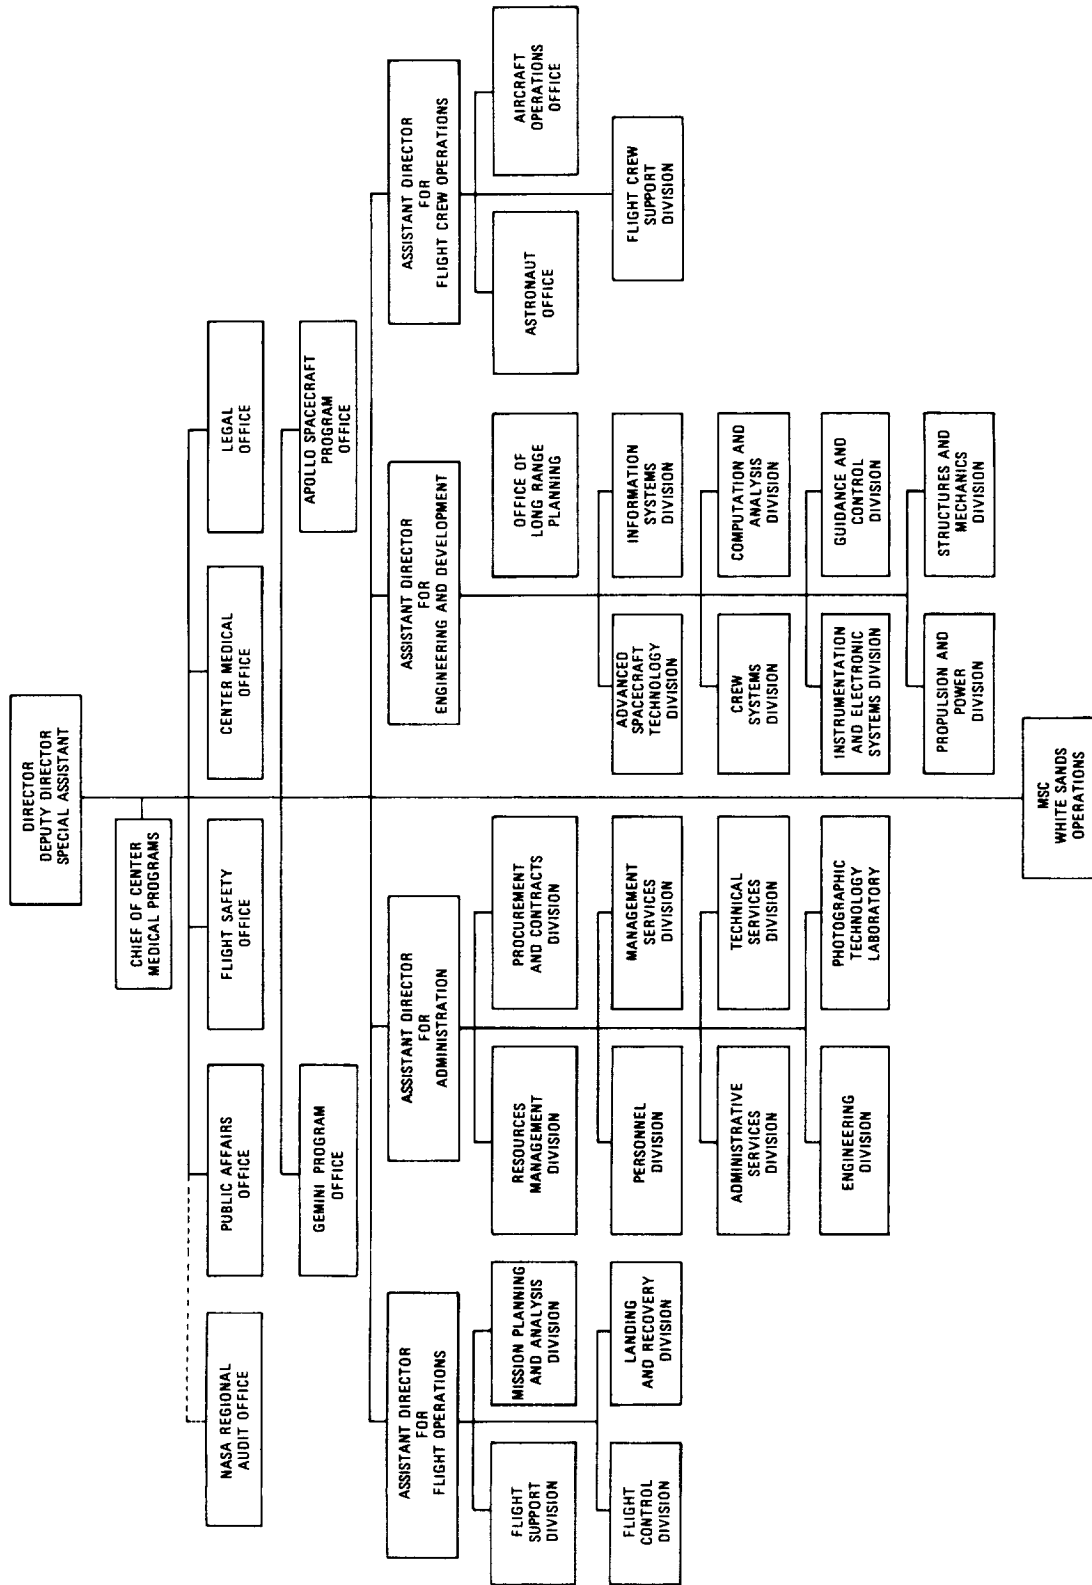 DIRECTOR
DEPUTY DIRECTOR
SPECIAL ASSISTANT
CHIEF OF CENTER
MEDICAL PROGRAMS
NASA REGIONAL
AUDIT OFFICE
PUBLIC AFFAIRS
OFFICE
FLIGHT SAFETY
OFFICE
CENTER MEDICAL
OFFICE
LEGAL
OFFICE
GEMINI PROGRAM
OFFICE
APOLLO SPACECRAFT
PROGRAM
OFFICE
ASSISTANT DIRECTOR
FOR
FLIGHT OPERATIONS
FLIGHT
SUPPORT
DIVISION
MISSION PLANNING
AND ANALYSIS
DIVISION
FLIGHT
CONTROL
DIVISION
LANDING
AND RECOVERY
DIVISION
ASSISTANT DIRECTOR
FOR
ADMINISTRATION
RESOURCES
MANAGEMENT
DIVISION
PROCUREMENT
AND CONTRACTS
DIVISION
PERSONNEL
DIVISION
MANAGEMENT
SERVICES
DIVISION
ADMINISTRATIVE
SERVICES
DIVISION
TECHNICAL
SERVICES
DIVISION
ENGINEERING
DIVISION
PHOTOGRAPHIC
TECHNOLOGY
LABORATORY
ASSISTANT DIRECTOR
FOR
ENGINEERING AND DEVELOPMENT
OFFICE OF
LONG RANGE
PLANNING
ADVANCED
SPACECRAFT
TECHNOLOGY
DIVISION
INFORMATION
SYSTEMS
DIVISION
CREW
SYSTEMS
DIVISION
COMPUTATION AND
ANALYSIS
DIVISION
INSTRUMENTATION
AND ELECTRONIC
SYSTEMS DIVISION
GUIDANCE AND
CONTROL
DIVISION
PROPULSION AND
POWER
DIVISION
STRUCTURES AND
MECHANICS
DIVISION
ASSISTANT DIRECTOR
FOR
FLIGHT CREW OPERATIONS
ASTRONAUT
OFFICE
AIRCRAFT
OPERATIONS
OFFICE
FLIGHT CREW
SUPPORT
DIVISION
MSC
WHITE SANDS
OPERATIONS